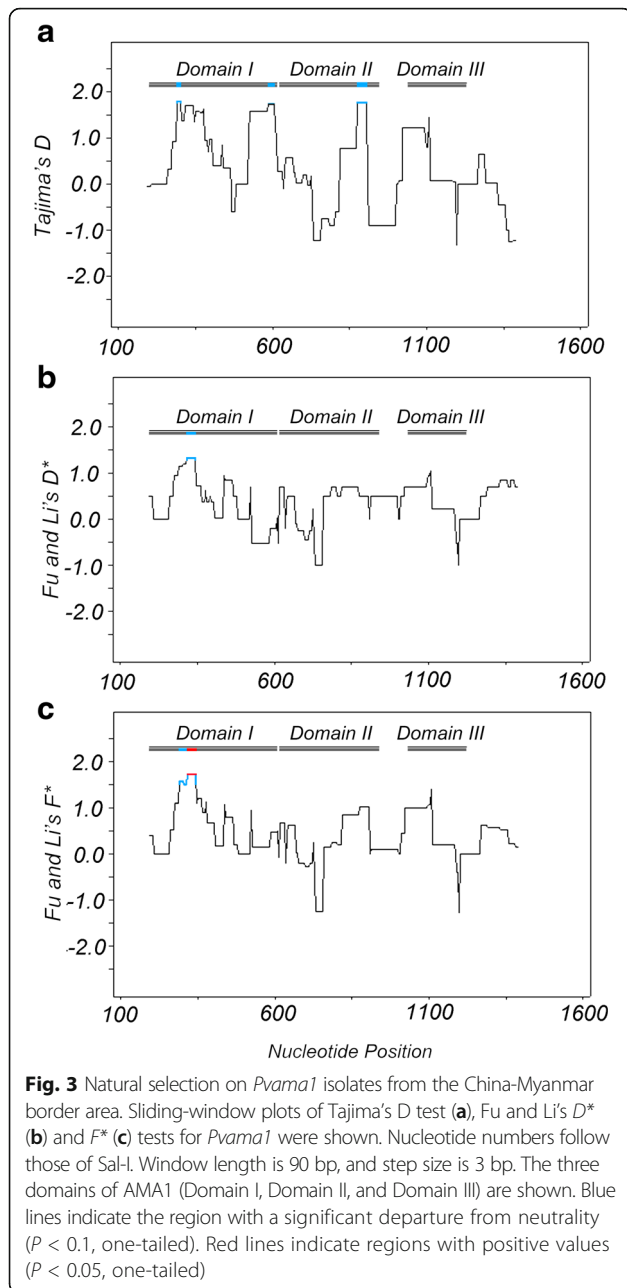 a
Domain I Domain II Domain III
2.0
1.0
0.0
-1.0
-2.0
Tajima's D
100 600 1100 1600
b
Domain I Domain II Domain III
2.0
1.0
0.0
-1.0
-2.0
Fu and Li's D*
100 600 1100 1600
c
Domain I Domain II Domain III
2.0
1.0
0.0
-1.0
-2.0
Fu and Li's F*
100 600 1100 1600
Nucleotide Position
Fig. 3 Natural selection on Pvama1 isolates from the China-Myanmar
border area. Sliding-window plots of Tajima's D test (a), Fu and Li's D*
(b) and F* (c) tests for Pvama1 were shown. Nucleotide numbers follow
those of Sal-I. Window length is 90 bp, and step size is 3 bp. The three
domains of AMA1 (Domain I, Domain II, and Domain III) are shown. Blue
lines indicate the region with a significant departure from neutrality
(P < 0.1, one-tailed). Red lines indicate regions with positive values
(P < 0.05, one-tailed)